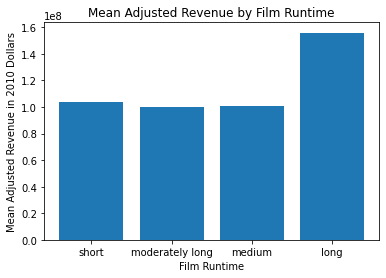 Mean Adjusted Revenue by Film Runtime
1e8
Mean Adjusted Revenue in 2010 Dollars
1.6
1.4
1.2
1.0
0.8
0.6
0.4
0.2
0.0
short moderately long medium long
Film Runtime